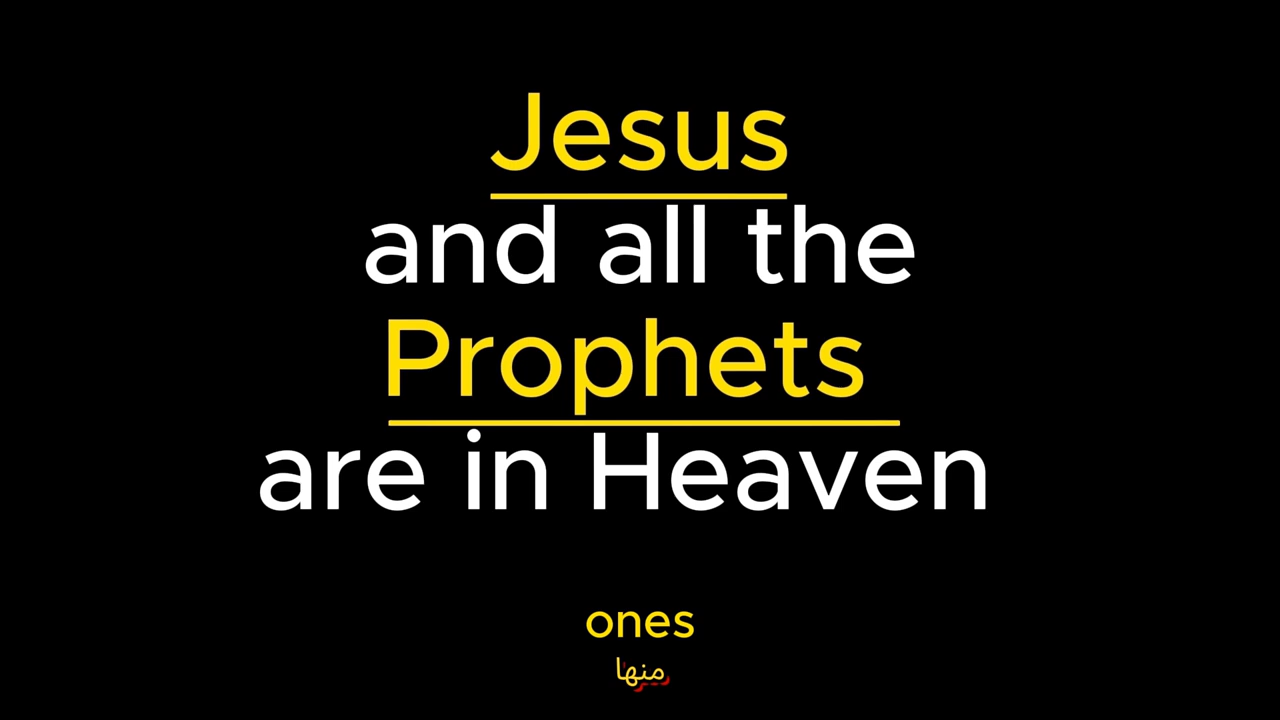 Jesus
and all the
Prophets
are in Heaven
ones
منها